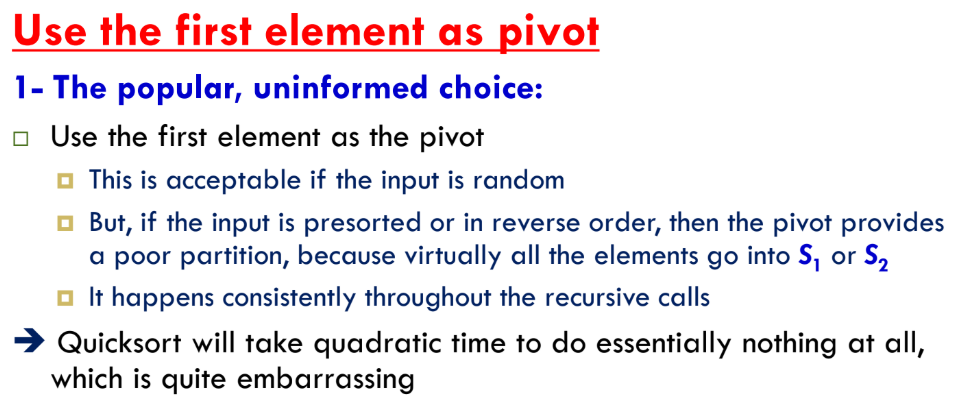 Use the first element as pivot
1- The popular, uninformed choice:
Use the first element as the pivot
This is acceptable if the input is random
But, if the input is presorted or in reverse order, then the pivot provides
a poor partition, because virtually all the elements go into S1 or S2
It happens consistently throughout the recursive calls
➔ Quicksort will take quadratic time to do essentially nothing at all,
which is quite embarrassing